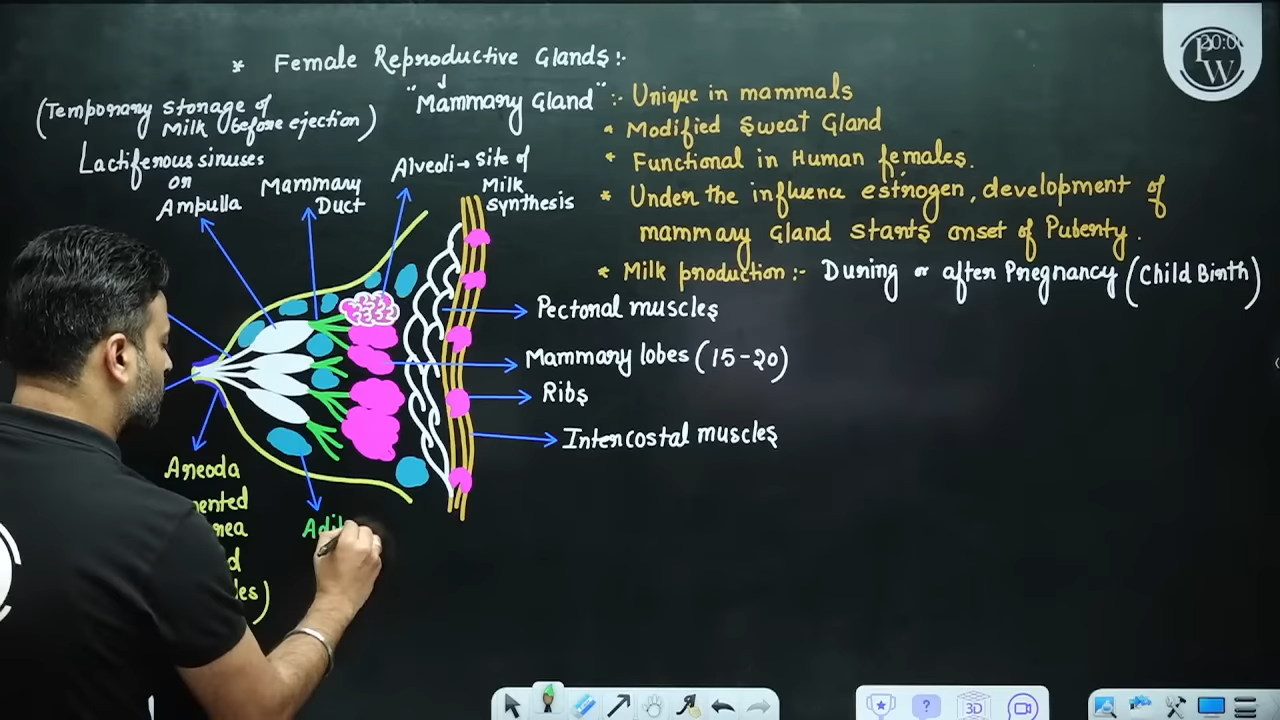 * Female Reproductive Glands:-
"Mammary Gland" :- Unique in mammals
* Modified Sweat Gland
* Functional in Human females.
* Under the influence estrogen, development of
mammary Gland starts onset of Puberty.
* Milk production :- During or after Pregnancy (Child Birth)
(Temporary storage of
Milk before ejection)
Lactiferous sinuses
or
Ampulla
Mammary
Duct
Alveoli → Site of
Milk
synthesis
Pectoral muscles
Mammary lobes (15-20)
Ribs
Intercostal muscles
PW